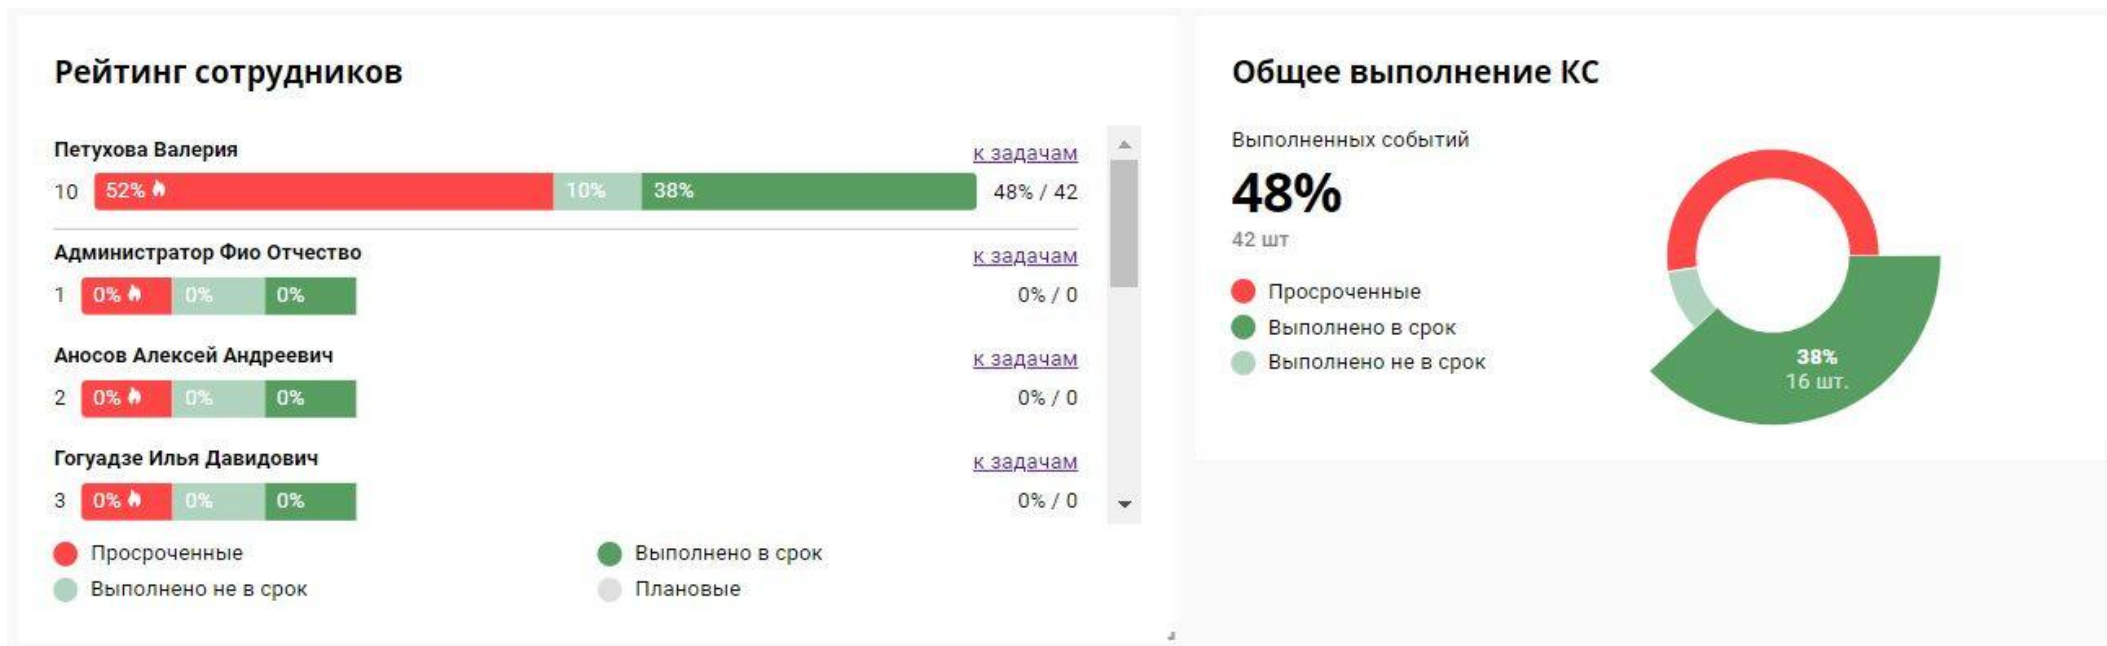 Рейтинг сотрудников
Петухова Валерия
к задачам
10 52% 10% 38% 48% / 42
Администратор Фио Отчество
к задачам
1 0% 0% 0% 0% / 0
Аносов Алексей Андреевич
к задачам
2 0% 0% 0% 0% / 0
Гогуадзе Илья Давидович
к задачам
3 0% 0% 0% 0% / 0
Просроченные
Выполнено в срок
Выполнено не в срок
Плановые
Общее выполнение КС
Выполненных событий
48%
42 шт
Просроченные
Выполнено в срок
Выполнено не в срок
38%
16 шт.